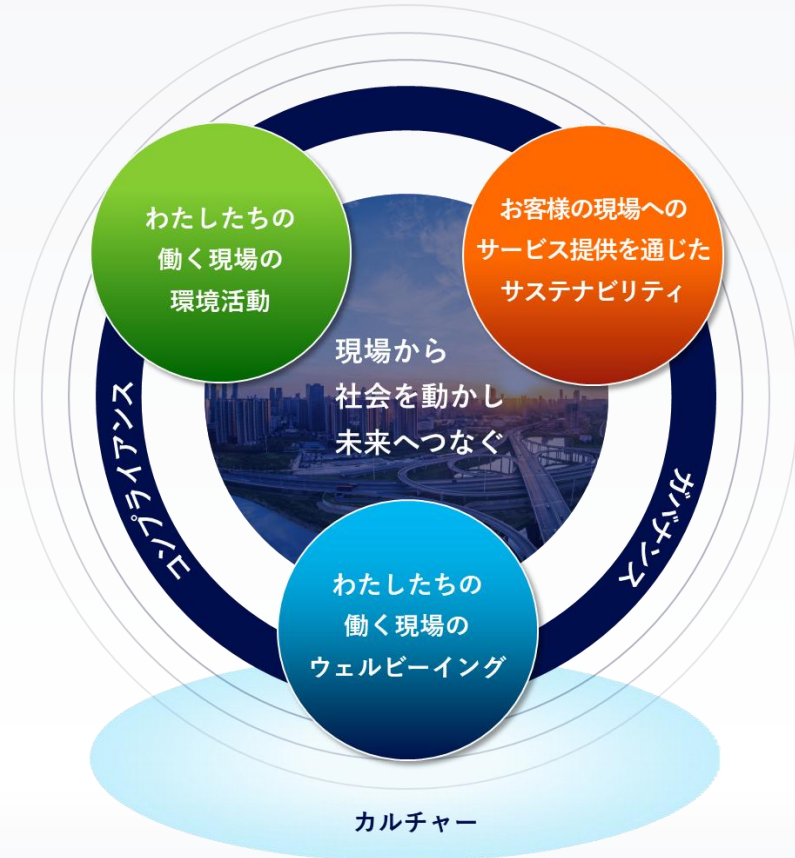 わたしたちの
働く現場の
環境活動
お客様の現場への
サービス提供を通じた
サステナビリティ
現場から
社会を動かし
未来へつなぐ
コンプライアンス
ガバナンス
わたしたちの
働く現場の
ウェルビーイング
カルチャー